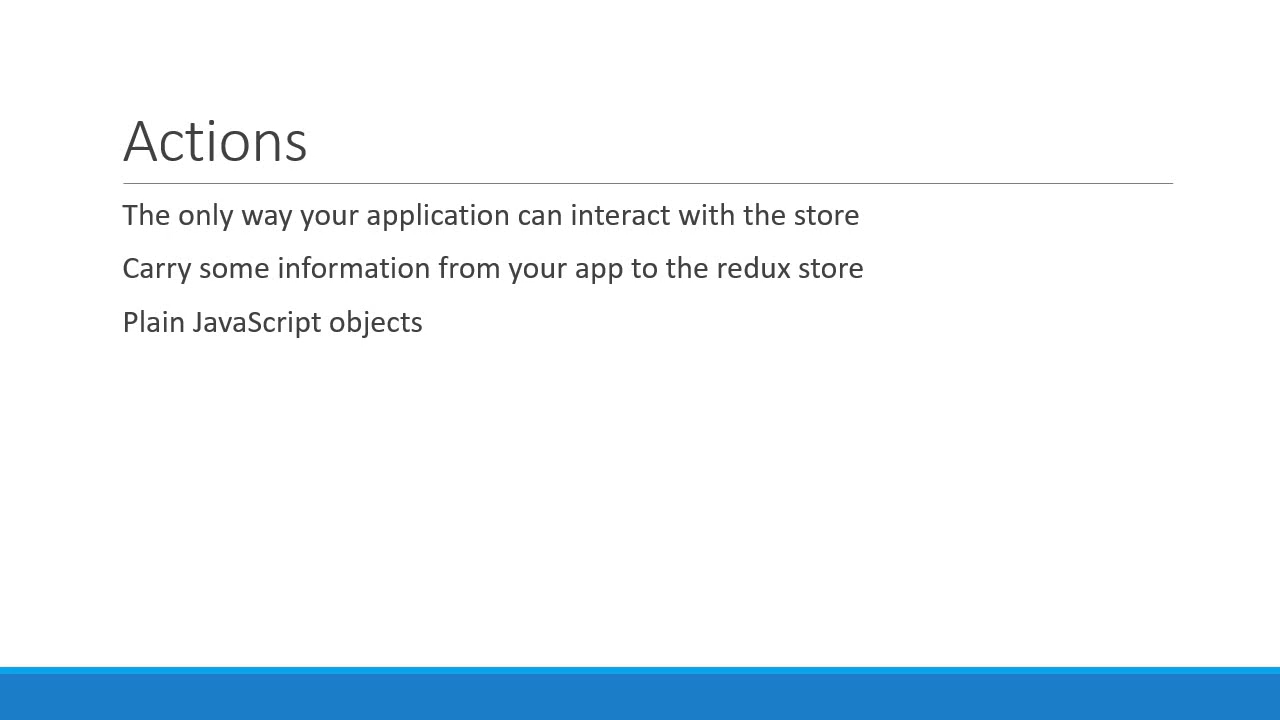 Actions
The only way your application can interact with the store
Carry some information from your app to the redux store
Plain JavaScript objects